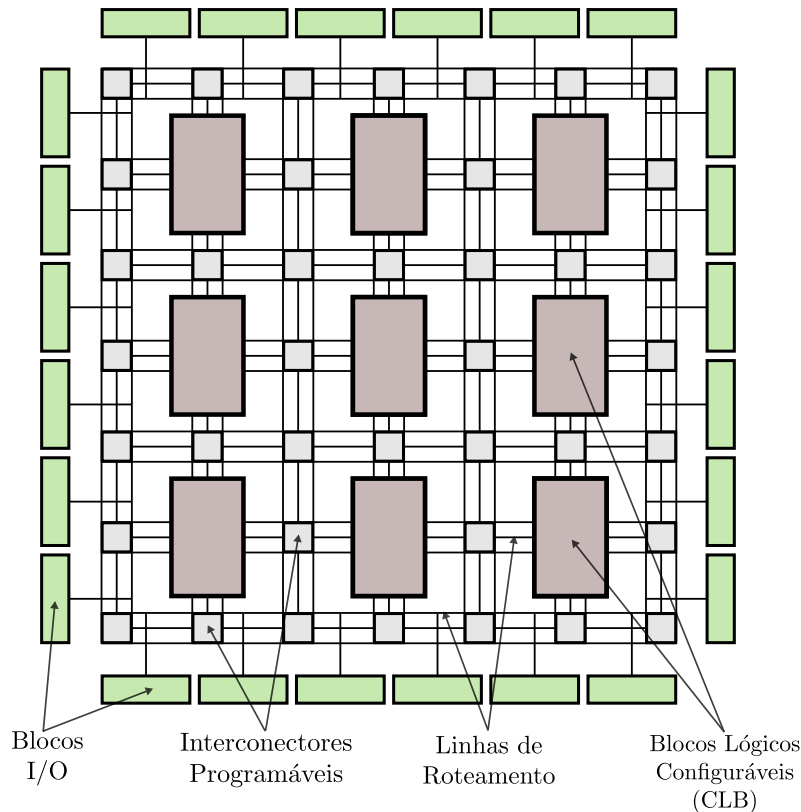 Blocos
I/O
Interconectores
Programáveis
Linhas de
Roteamento
Blocos Lógicos
Configuráveis
(CLB)